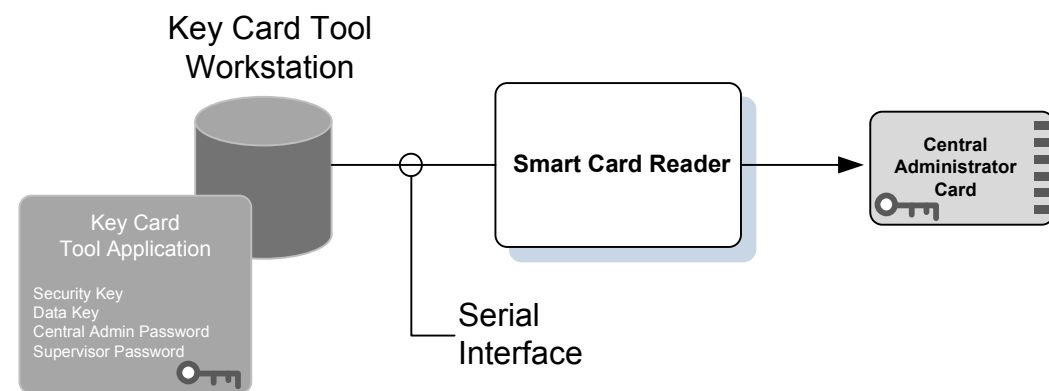 Key Card Tool
Workstation
Smart Card Reader
Central
Administrator
Card
Key Card
Tool Application
Security Key
Data Key
Central Admin Password
Supervisor Password
Serial
Interface